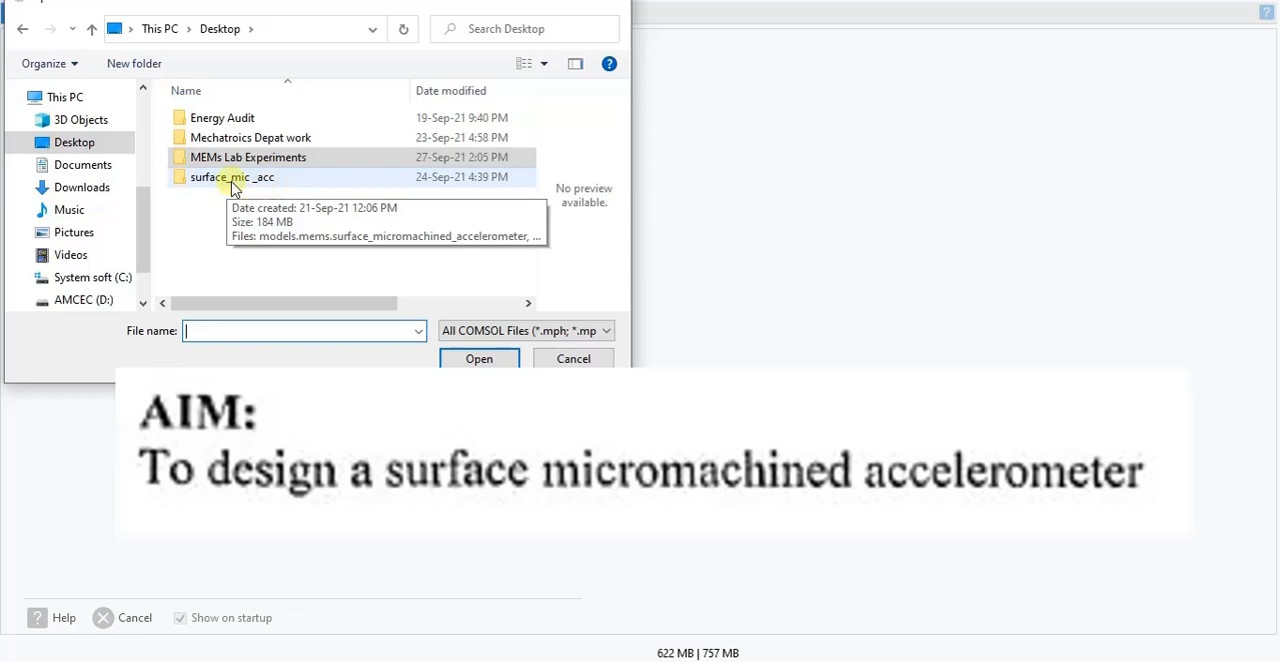 This PC
Desktop
Search Desktop
Organize
New folder
Name
Date modified
This PC
3D Objects
Desktop
Documents
Downloads
Music
Pictures
Videos
System soft (C:)
AMCEC (D:)
Energy Audit 19-Sep-21 9:40 PM
Mechatroics Depat work 23-Sep-21 4:58 PM
MEMs Lab Experiments 27-Sep-21 2:05 PM
surface_mic _acc 24-Sep-21 4:39 PM
Date created: 21-Sep-21 12:06 PM
Size: 184 MB
Files: models.mems.surface_micromachined_accelerometer, ...
No preview
available.
File name:
All COMSOL Files (*.mph; *.mp
Open
Cancel
AIM:
To design a surface micromachined accelerometer
Help
Cancel
Show on startup
622 MB | 757 MB